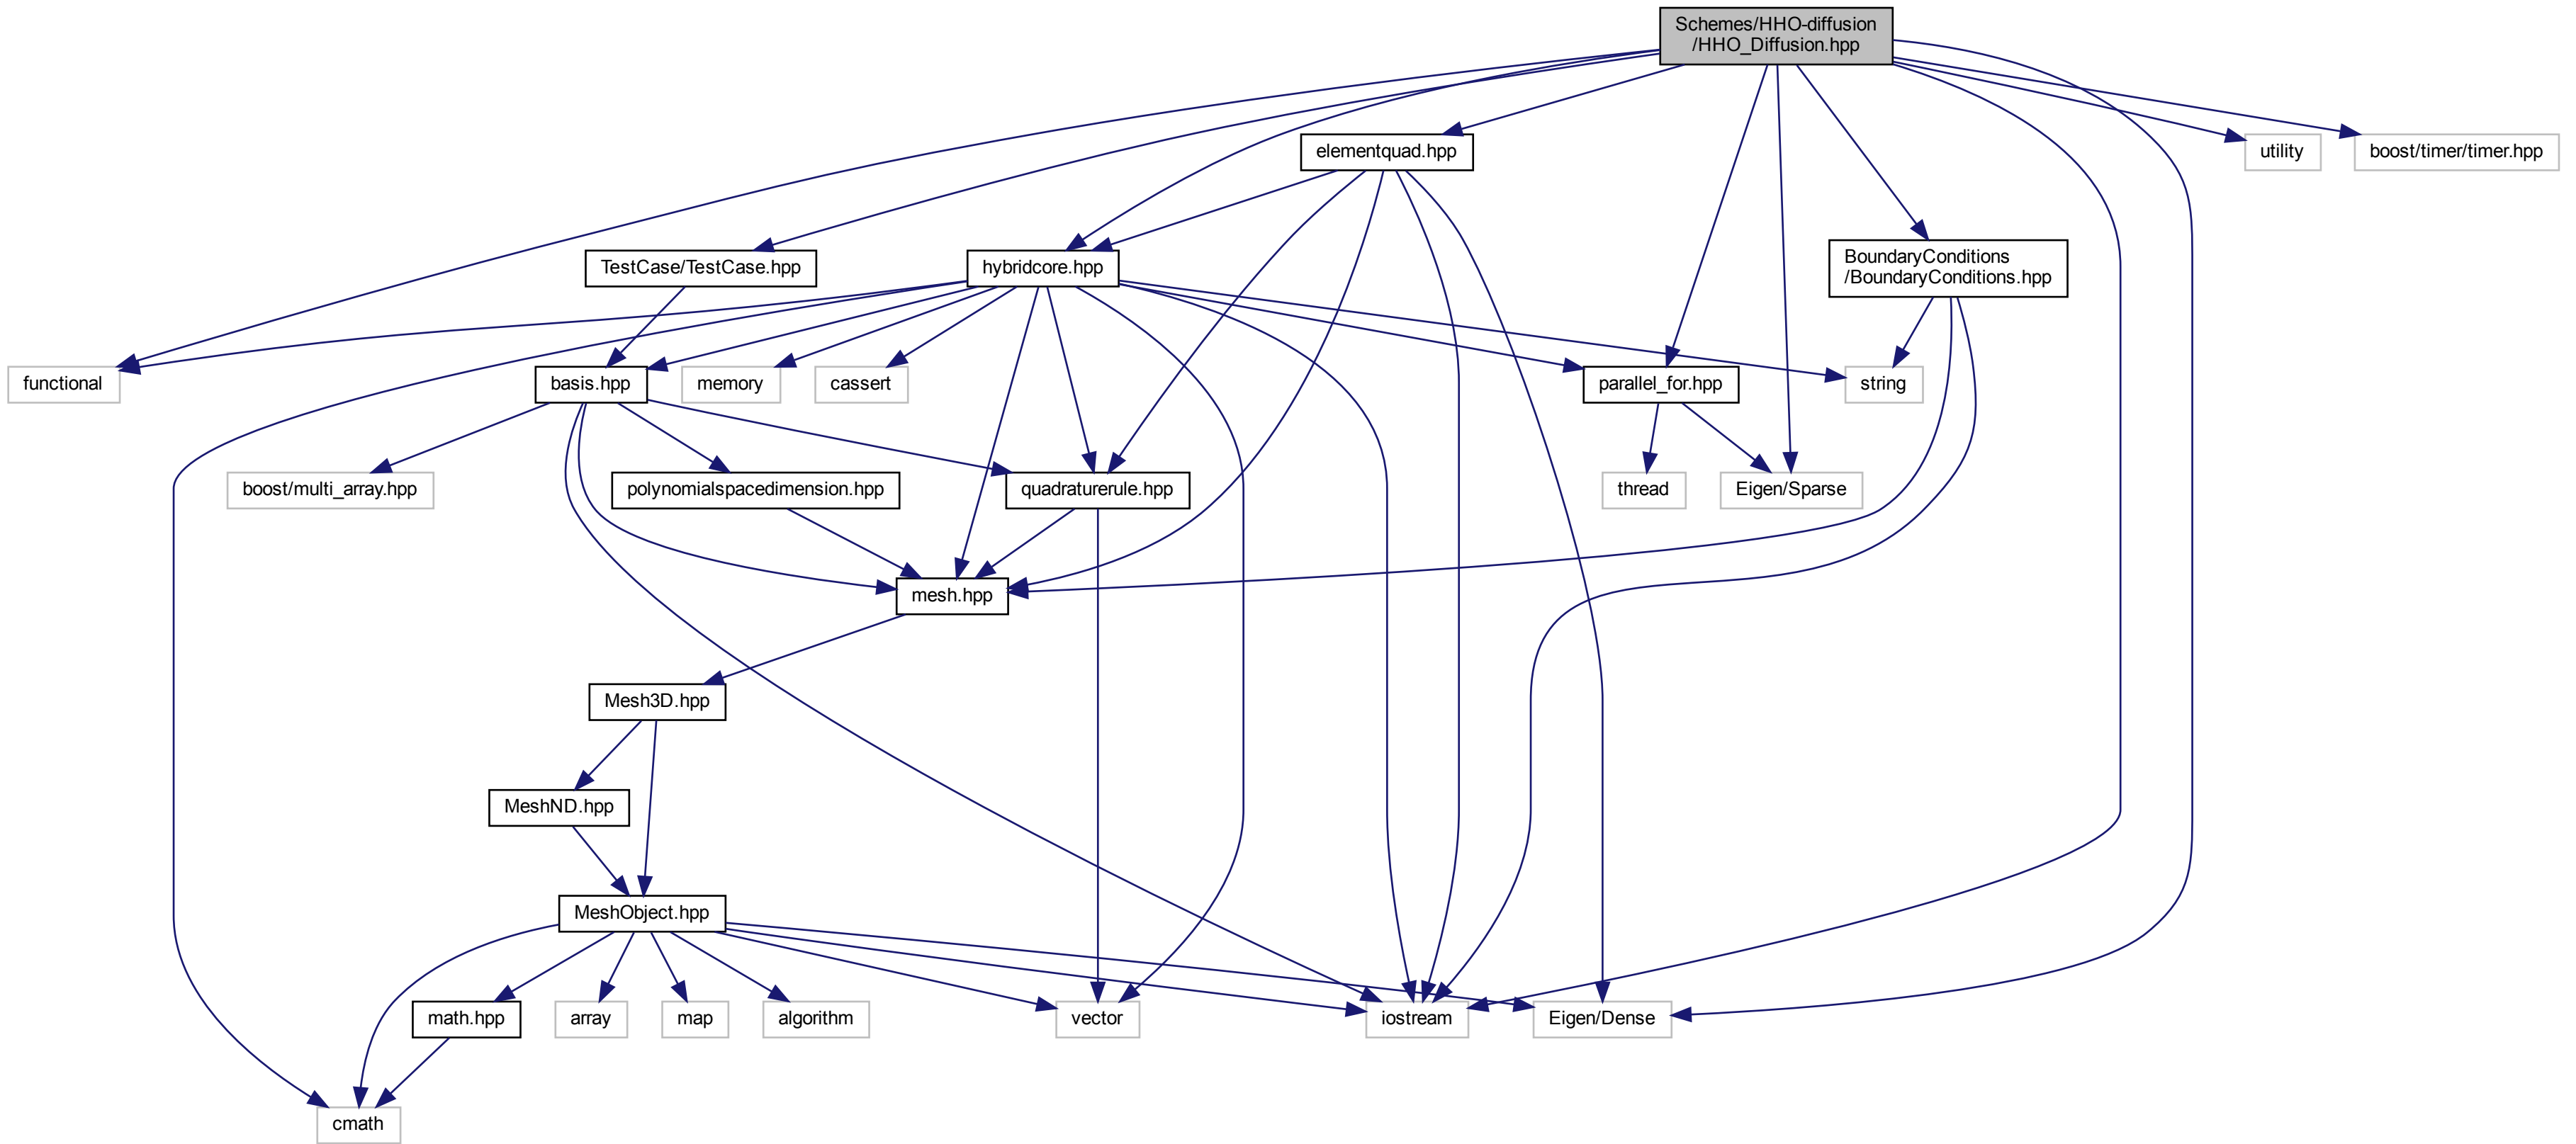 Schemes/HHO-diffusion
/HHO_Diffusion.hpp
elementquad.hpp
utility
boost/timer/timer.hpp
TestCase/TestCase.hpp
hybridcore.hpp
BoundaryConditions
/BoundaryConditions.hpp
functional
basis.hpp
memory
cassert
parallel_for.hpp
string
boost/multi_array.hpp
polynomialspacedimension.hpp
quadraturerule.hpp
thread
Eigen/Sparse
mesh.hpp
Mesh3D.hpp
MeshND.hpp
MeshObject.hpp
math.hpp
array
map
algorithm
vector
iostream
Eigen/Dense
cmath